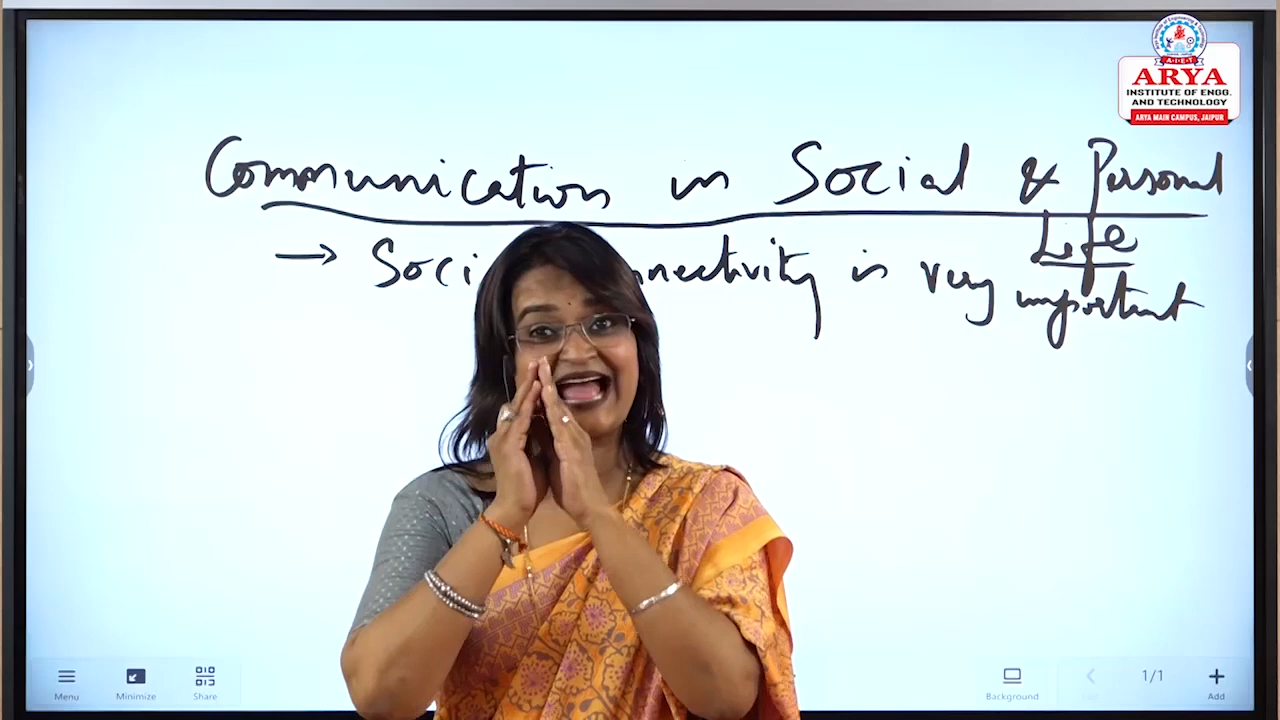 ARYA
INSTITUTE OF ENGG.
AND TECHNOLOGY
ARYA MAIN CAMPUS, JAIPUR
A·I·E·T
Communication in Social & Personal
Life
→ Soci nnectivity is very important
Menu
Minimize
Share
Background
1/1
Add